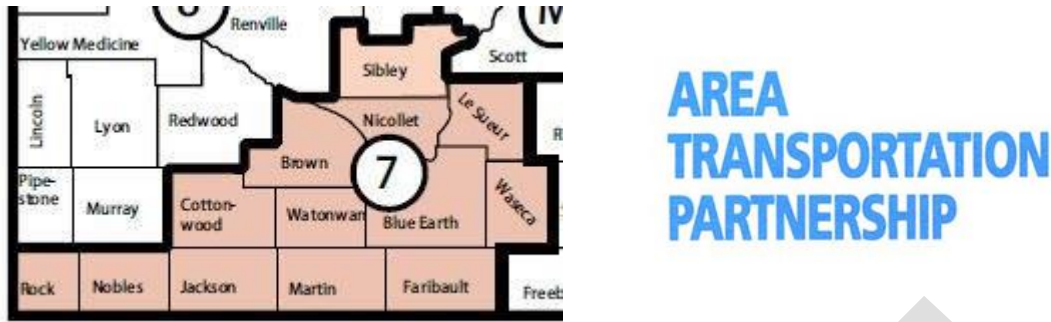 Renville
Yellow Medicine
Scott
Sibley
Lincoln
Lyon
Redwood
Nicollet
Le Sueur
Brown
7
Pipe-
stone
Murray
Cotton-
wood
Watonwan
Blue Earth
Waseca
Rock
Nobles
Jackson
Martin
Faribault
Freeb
AREA
TRANSPORTATION
PARTNERSHIP